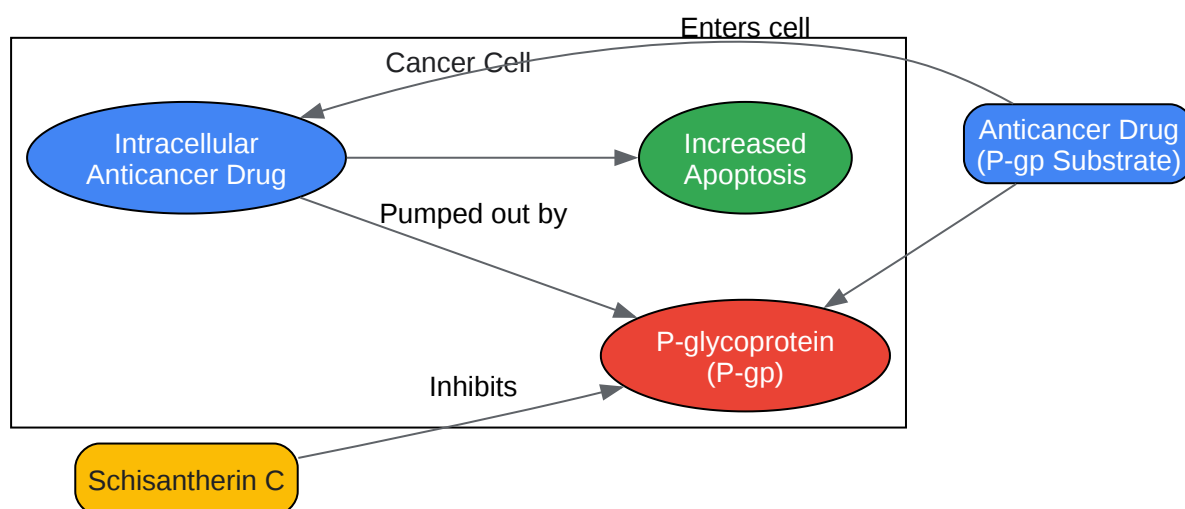 Enters cell
Cancer Cell
Intracellular
Anticancer Drug
Increased
Apoptosis
Anticancer Drug
(P-gp Substrate)
Pumped out by
P-glycoprotein
(P-gp)
Inhibits
Schisantherin C